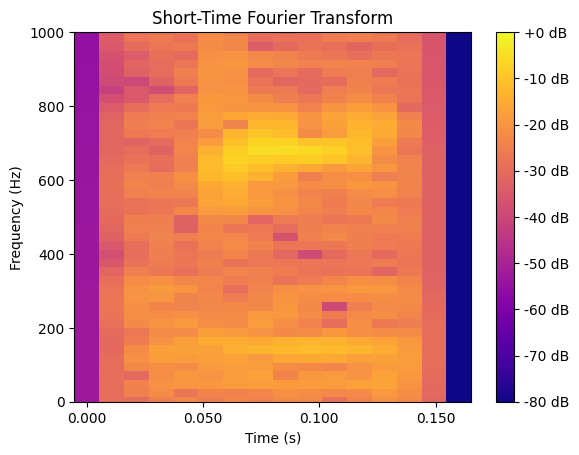 Short-Time Fourier Transform
1000
800
600
400
200
0
Frequency (Hz)
0.000
0.050
0.100
0.150
Time (s)
+0 dB
-10 dB
-20 dB
-30 dB
-40 dB
-50 dB
-60 dB
-70 dB
-80 dB